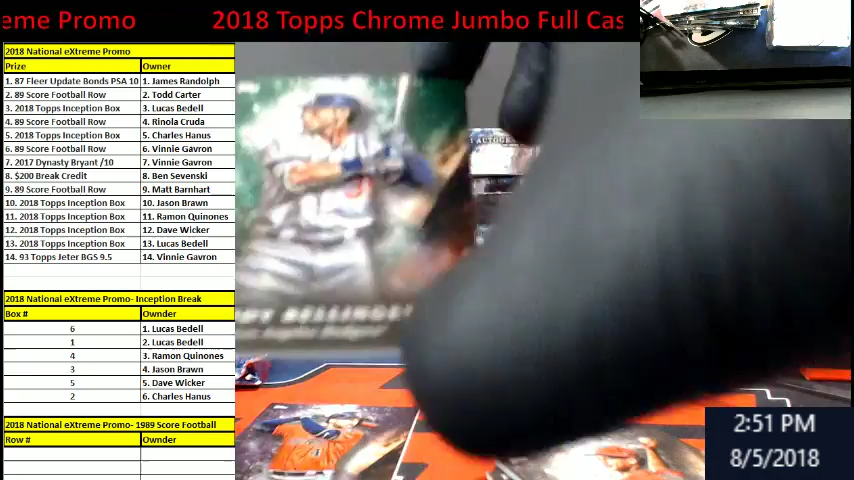 eme Promo 2018 Topps Chrome Jumbo Full Cas
2018 National eXtreme Promo
Prize Owner
1. 87 Fleer Update Bonds PSA 10 1. James Randolph
2. 89 Score Football Row 2. Todd Carter
3. 2018 Topps Inception Box 3. Lucas Bedell
4. 89 Score Football Row 4. Rinola Cruda
5. 2018 Topps Inception Box 5. Charles Hanus
6. 89 Score Football Row 6. Vinnie Gavron
7. 2017 Dynasty Bryant /10 7. Vinnie Gavron
8. $200 Break Credit 8. Ben Sevenski
9. 89 Score Football Row 9. Matt Barnhart
10. 2018 Topps Inception Box 10. Jason Brawn
11. 2018 Topps Inception Box 11. Ramon Quinones
12. 2018 Topps Inception Box 12. Dave Wicker
13. 2018 Topps Inception Box 13. Lucas Bedell
14. 93 Topps Jeter BGS 9.5 14. Vinnie Gavron
2018 National eXtreme Promo- Inception Break
Box # Ownder
6 1. Lucas Bedell
1 2. Lucas Bedell
4 3. Ramon Quinones
3 4. Jason Brawn
5 5. Dave Wicker
2 6. Charles Hanus
2018 National eXtreme Promo- 1989 Score Football
Row # Ownder
BELLINGE
2:51 PM
8/5/2018